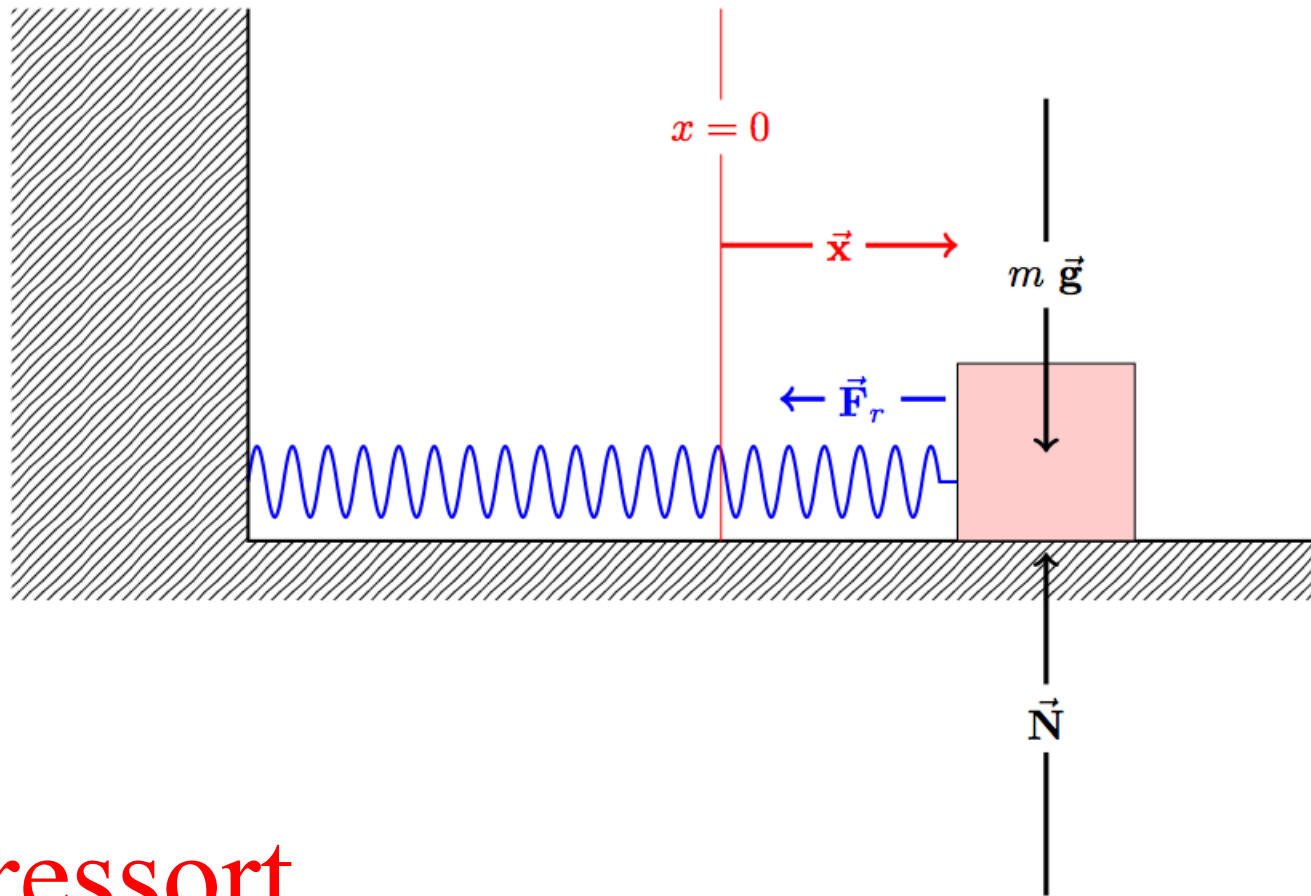 x = 0
x⃗
m g⃗
F⃗ᵣ
N⃗
ressort